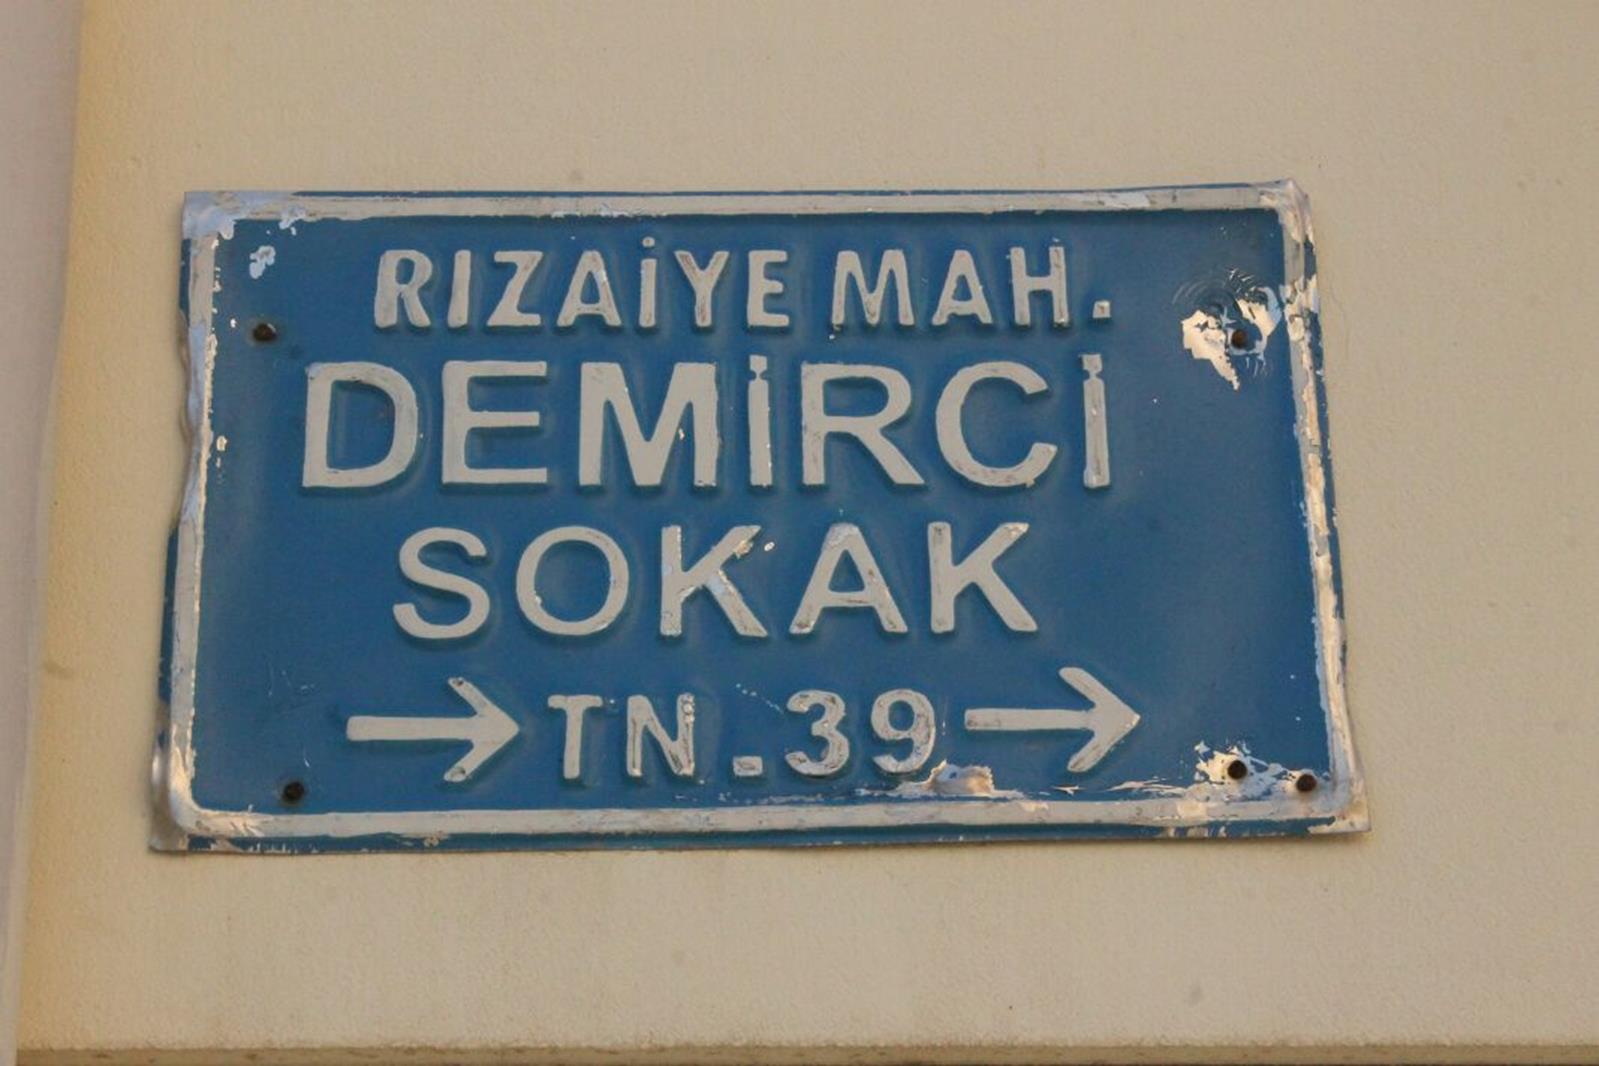 RIZAİYE MAH.
DEMİRCİ
SOKAK
→ TN.39 →